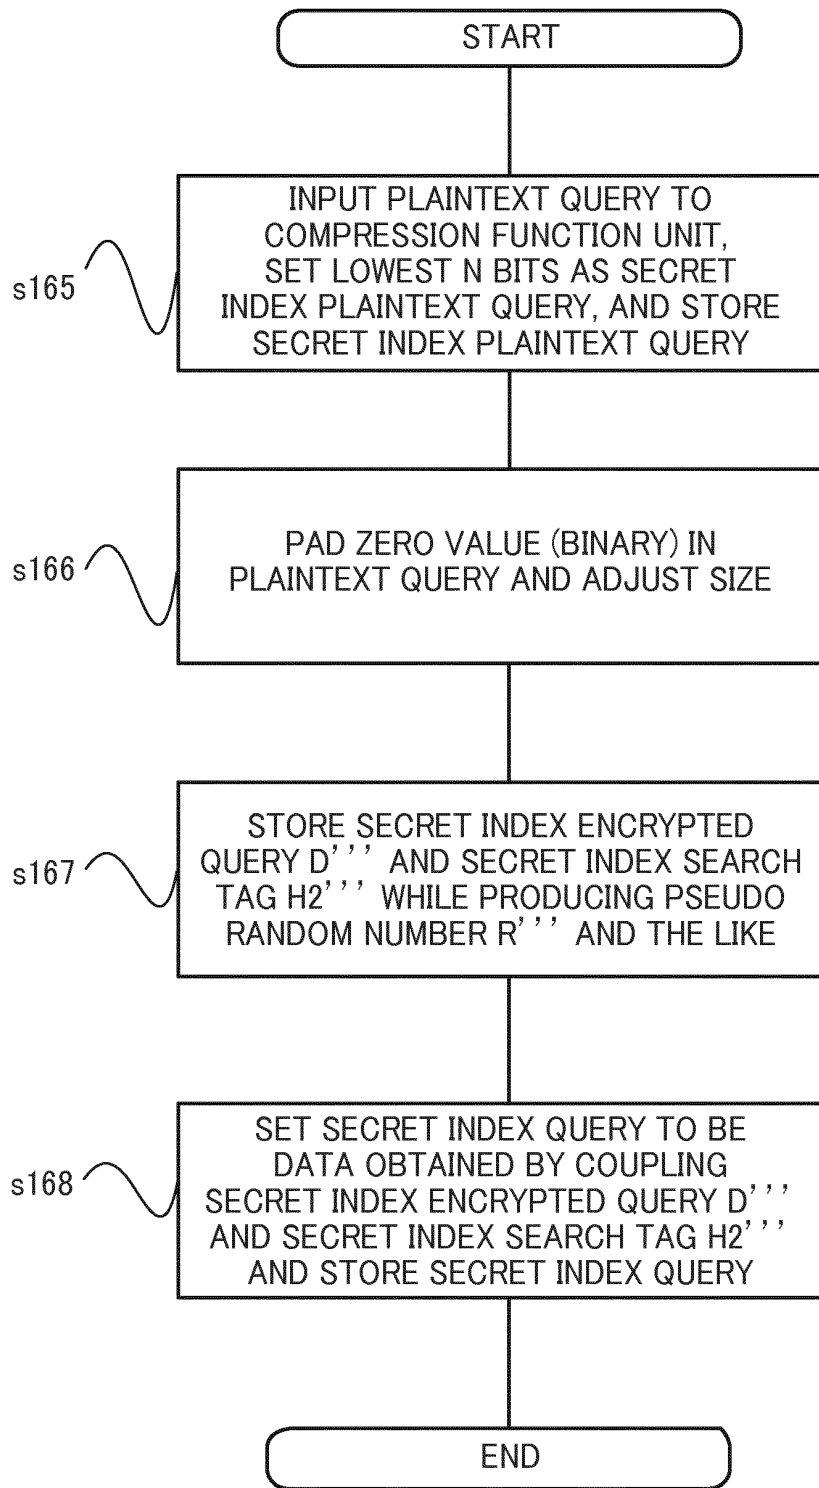 START
s165
INPUT PLAINTEXT QUERY TO
COMPRESSION FUNCTION UNIT,
SET LOWEST N BITS AS SECRET
INDEX PLAINTEXT QUERY, AND STORE
SECRET INDEX PLAINTEXT QUERY
s166
PAD ZERO VALUE (BINARY) IN
PLAINTEXT QUERY AND ADJUST SIZE
s167
STORE SECRET INDEX ENCRYPTED
QUERY D’’’ AND SECRET INDEX SEARCH
TAG H2’’’ WHILE PRODUCING PSEUDO
RANDOM NUMBER R’’’ AND THE LIKE
s168
SET SECRET INDEX QUERY TO BE
DATA OBTAINED BY COUPLING
SECRET INDEX ENCRYPTED QUERY D’’’
AND SECRET INDEX SEARCH TAG H2’’’
AND STORE SECRET INDEX QUERY
END